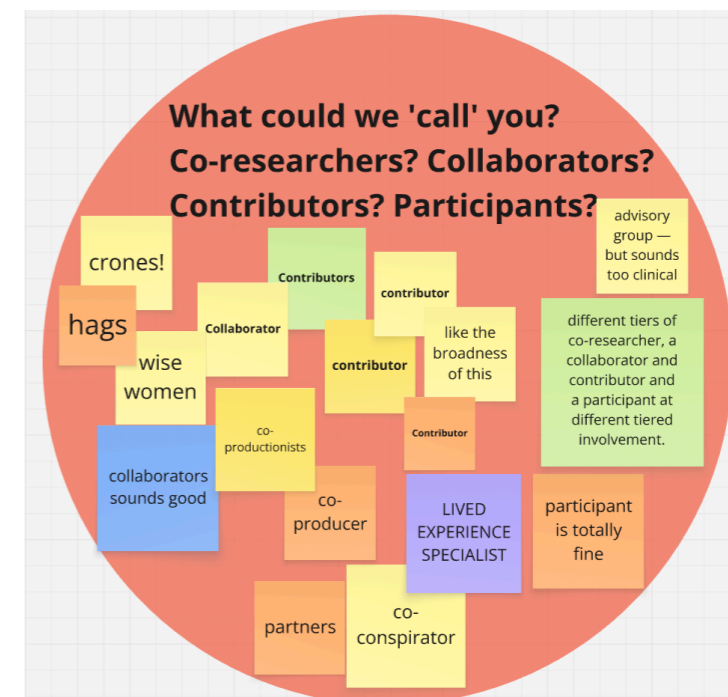 What could we 'call' you?
Co-researchers? Collaborators?
Contributors? Participants?
advisory
group —
but sounds
too clinical
crones!
Contributors
contributor
hags
Collaborator
like the
broadness
of this
different tiers of
co-researcher, a
collaborator and
contributor and
a participant at
different tiered
involvement.
wise
women
contributor
co-
productionists
Contributor
collaborators
sounds good
co-
producer
LIVED
EXPERIENCE
SPECIALIST
participant
is totally
fine
partners
co-
conspirator